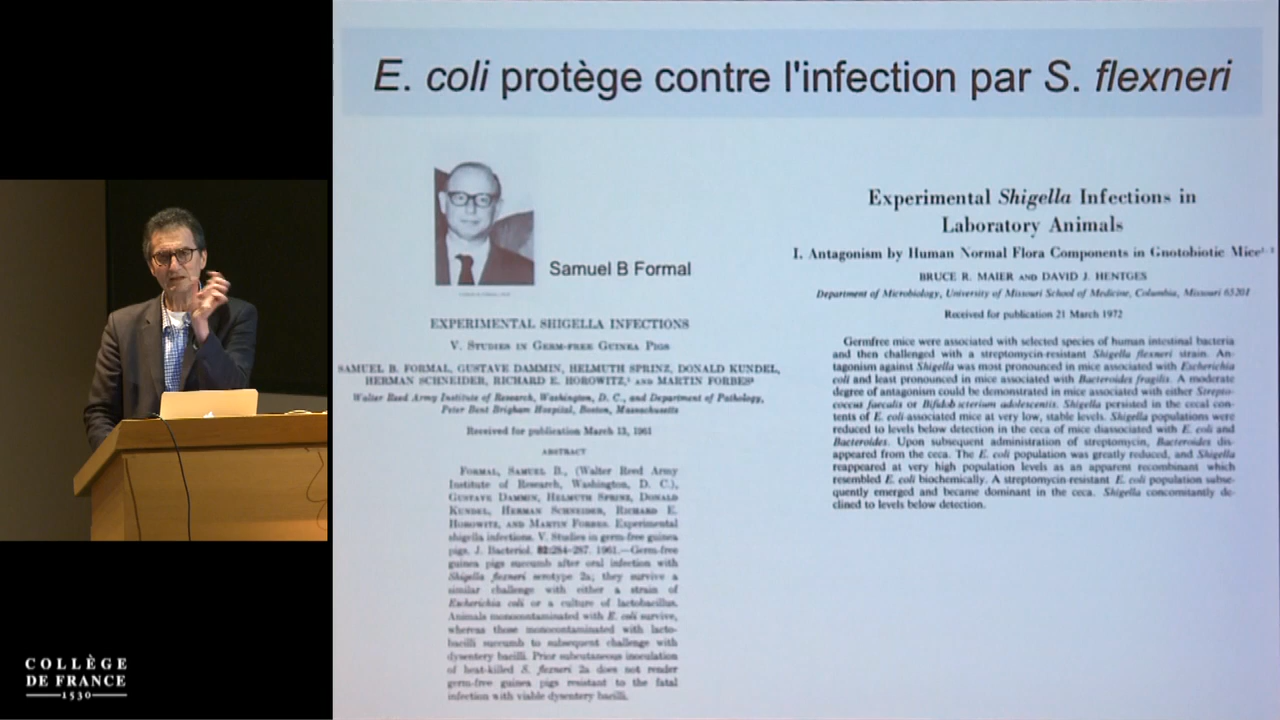 E. coli protège contre l'infection par S. flexneri
Samuel B Formal
EXPERIMENTAL SHIGELLA INFECTIONS
V. STUDIES IN GERM-FREE GUINEA PIGS
SAMUEL B. FORMAL, GUSTAVE DAMMIN, HELMUTH SPRINZ, DONALD KUNDEL,
HERMAN SCHNEIDER, RICHARD E. HOROWITZ, AND MARTIN FORBES
Walter Reed Army Institute of Research, Washington, D. C., and Department of Pathology,
Peter Bent Brigham Hospital, Boston, Massachusetts
Received for publication March 13, 1961
ABSTRACT
FORMAL, SAMUEL B., (Walter Reed Army
Institute of Research, Washington, D. C.),
GUSTAVE DAMMIN, HELMUTH SPRINZ, DONALD
KUNDEL, HERMAN SCHNEIDER, RICHARD E.
HOROWITZ, AND MARTIN FORBES. Experimental
shigella infections. V. Studies in germ-free guinea
pigs. J. Bacteriol. 82:284–287. 1961.—Germ-free
guinea pigs succumb after oral infection with
Shigella flexneri serotype 2a; they survive a
similar challenge with either a strain of
Escherichia coli or a culture of lactobacillus.
Animals monocontaminated with E. coli survive,
whereas those monocontaminated with lacto-
bacilli succumb to subsequent challenge with
dysentery bacilli. Prior subcutaneous inoculation
of heat-killed S. flexneri 2a does not render
germ-free guinea pigs resistant to the fatal
infection with viable dysentery bacilli.
Experimental Shigella Infections in
Laboratory Animals
I. Antagonism by Human Normal Flora Components in Gnotobiotic Mice
BRUCE R. MAIER AND DAVID J. HENTGES
Department of Microbiology, University of Missouri School of Medicine, Columbia, Missouri 65201
Received for publication 21 March 1972
Germfree mice were associated with selected species of human intestinal bacteria
and then challenged with a streptomycin-resistant Shigella flexneri strain. An-
tagonism against Shigella was most pronounced in mice associated with Escherichia
coli and least pronounced in mice associated with Bacteroides fragilis. A moderate
degree of antagonism could be demonstrated in mice associated with either Strepto-
coccus faecalis or Bifidobacterium adolescentis. Shigella persisted in the cecal con-
tents of E. coli-associated mice at very low, stable levels. Shigella populations were
reduced to levels below detection in the ceca of mice diassociated with E. coli and
Bacteroides. Upon subsequent administration of streptomycin, Bacteroides dis-
appeared from the ceca. The E. coli population was greatly reduced, and Shigella
reappeared at very high population levels as an apparent recombinant which
resembled E. coli biochemically. A streptomycin-resistant E. coli population subse-
quently emerged and became dominant in the ceca. Shigella concomitantly de-
clined to levels below detection.
COLLÈGE
DE FRANCE
1530